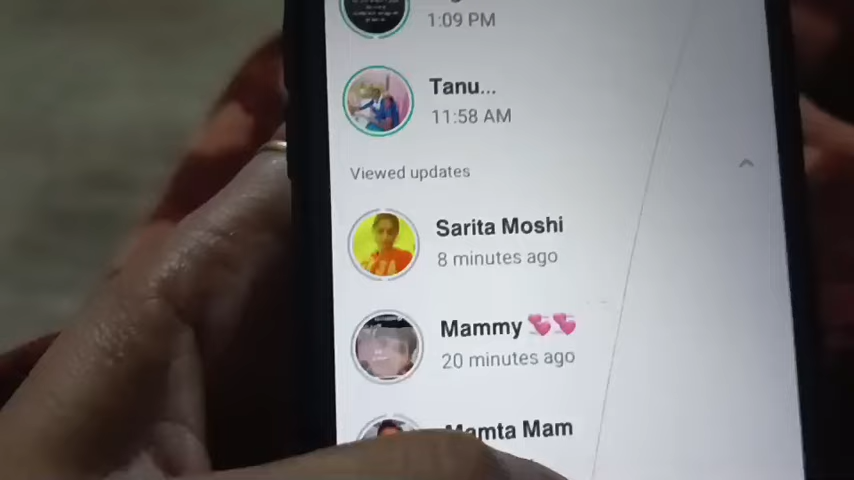 1:09 PM
Tanu...
11:58 AM
Viewed updates
Sarita Moshi
8 minutes ago
Mammy 💕💕
20 minutes ago
Mamta Mam